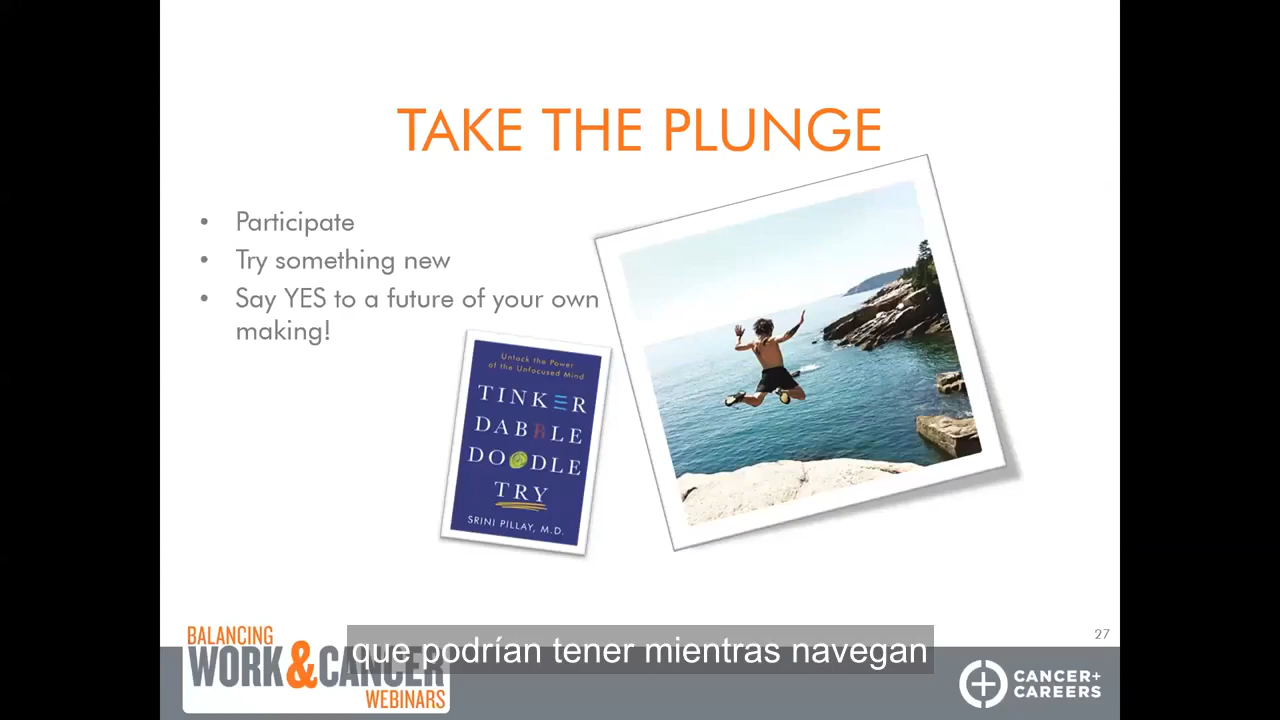 TAKE THE PLUNGE
• Participate
• Try something new
• Say YES to a future of your own
making!
Unlock the Power
of the Unfocused Mind
TINKER
DABBLE
DOODLE
TRY
SRINI PILLAY, M.D.
27
BALANCING
WORK&CANCER
WEBINARS
que podrían tener mientras navegan
CANCER+
CAREERS